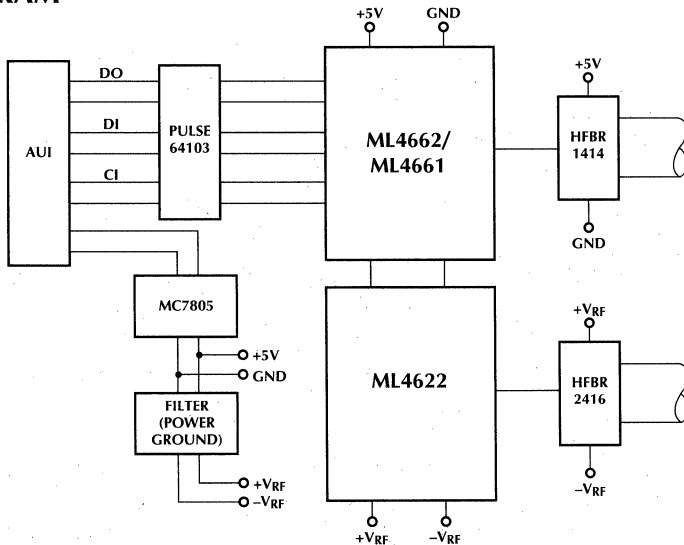 +5V
GND
DO
DI
CI
AUI
PULSE
64103
ML4662/
ML4661
+5V
HFBR
1414
GND
MC7805
+5V
GND
FILTER
(POWER
GROUND)
+VRF
–VRF
ML4622
+VRF
–VRF
+VRF
HFBR
2416
–VRF